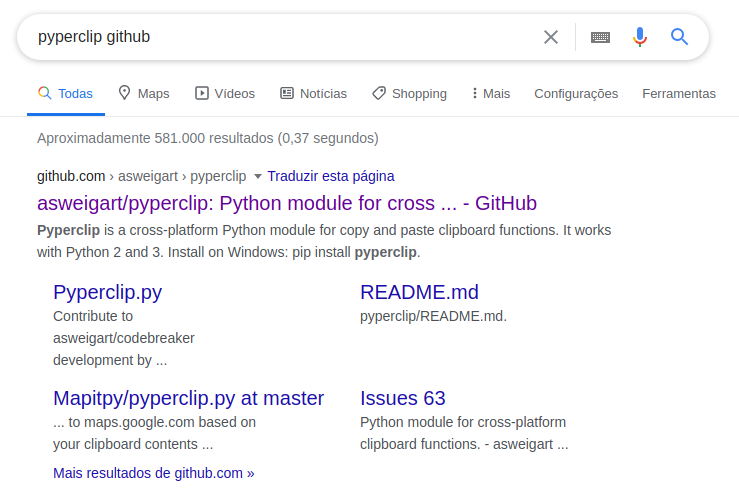 pyperclip github
Todas Maps Vídeos Notícias Shopping Mais Configurações Ferramentas
Aproximadamente 581.000 resultados (0,37 segundos)
github.com › asweigart › pyperclip Traduzir esta página
asweigart/pyperclip: Python module for cross ... - GitHub
Pyperclip is a cross-platform Python module for copy and paste clipboard functions. It works
with Python 2 and 3. Install on Windows: pip install pyperclip.
Pyperclip.py
Contribute to
asweigart/codebreaker
development by ...
README.md
pyperclip/README.md.
Mapitpy/pyperclip.py at master
... to maps.google.com based on
your clipboard contents ...
Issues 63
Python module for cross-platform
clipboard functions. - asweigart ...
Mais resultados de github.com »